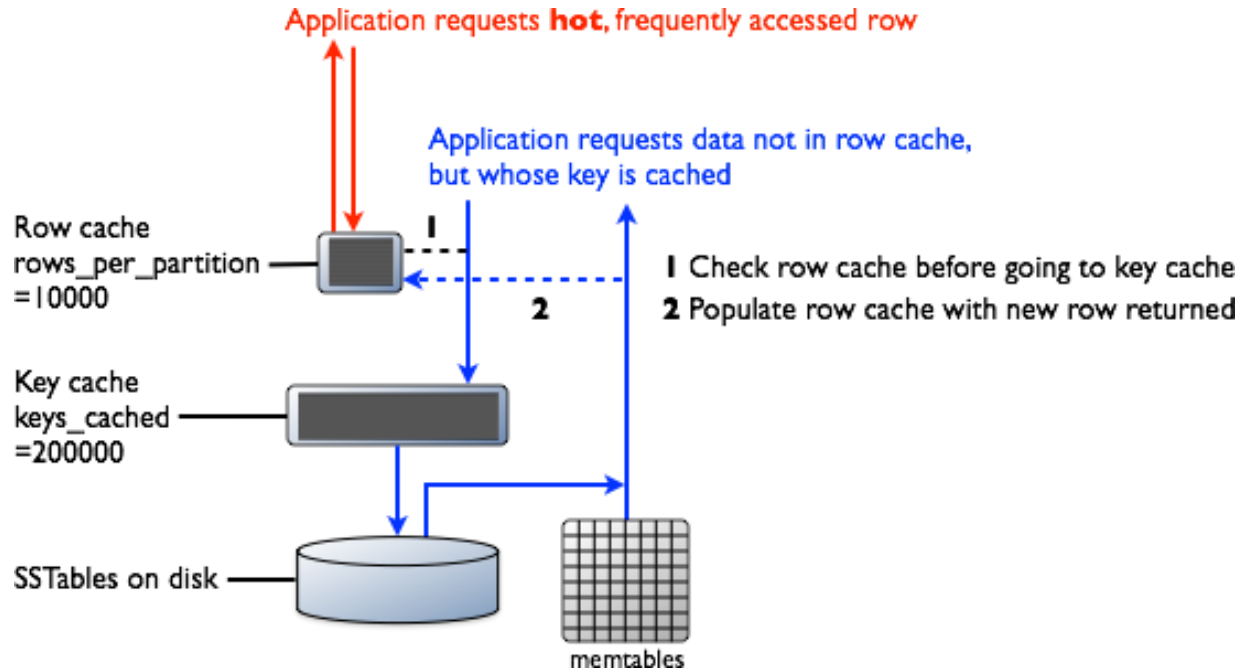 Application requests hot, frequently accessed row
Application requests data not in row cache,
but whose key is cached
1
Row cache
rows_per_partition
=10000
1 Check row cache before going to key cache
2 Populate row cache with new row returned
2
Key cache
keys_cached
=200000
SSTables on disk
memtables